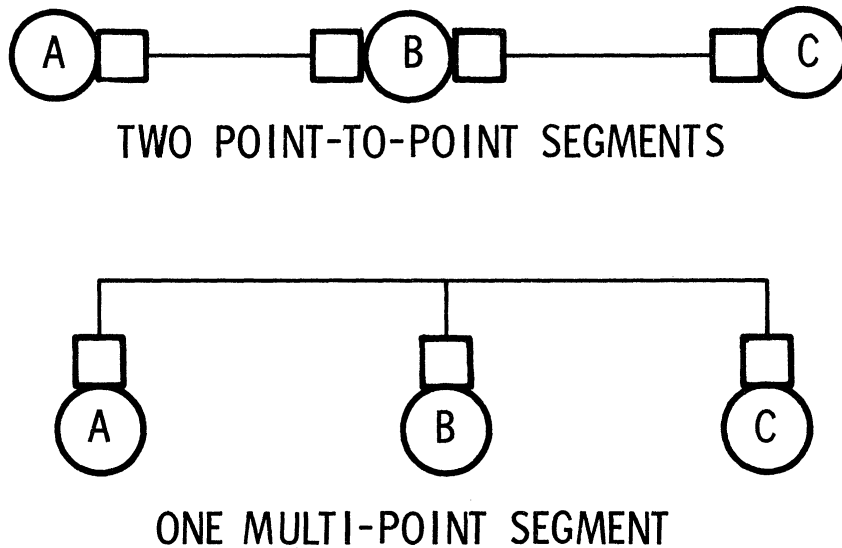 A B C
TWO POINT-TO-POINT SEGMENTS
A B C
ONE MULTI-POINT SEGMENT